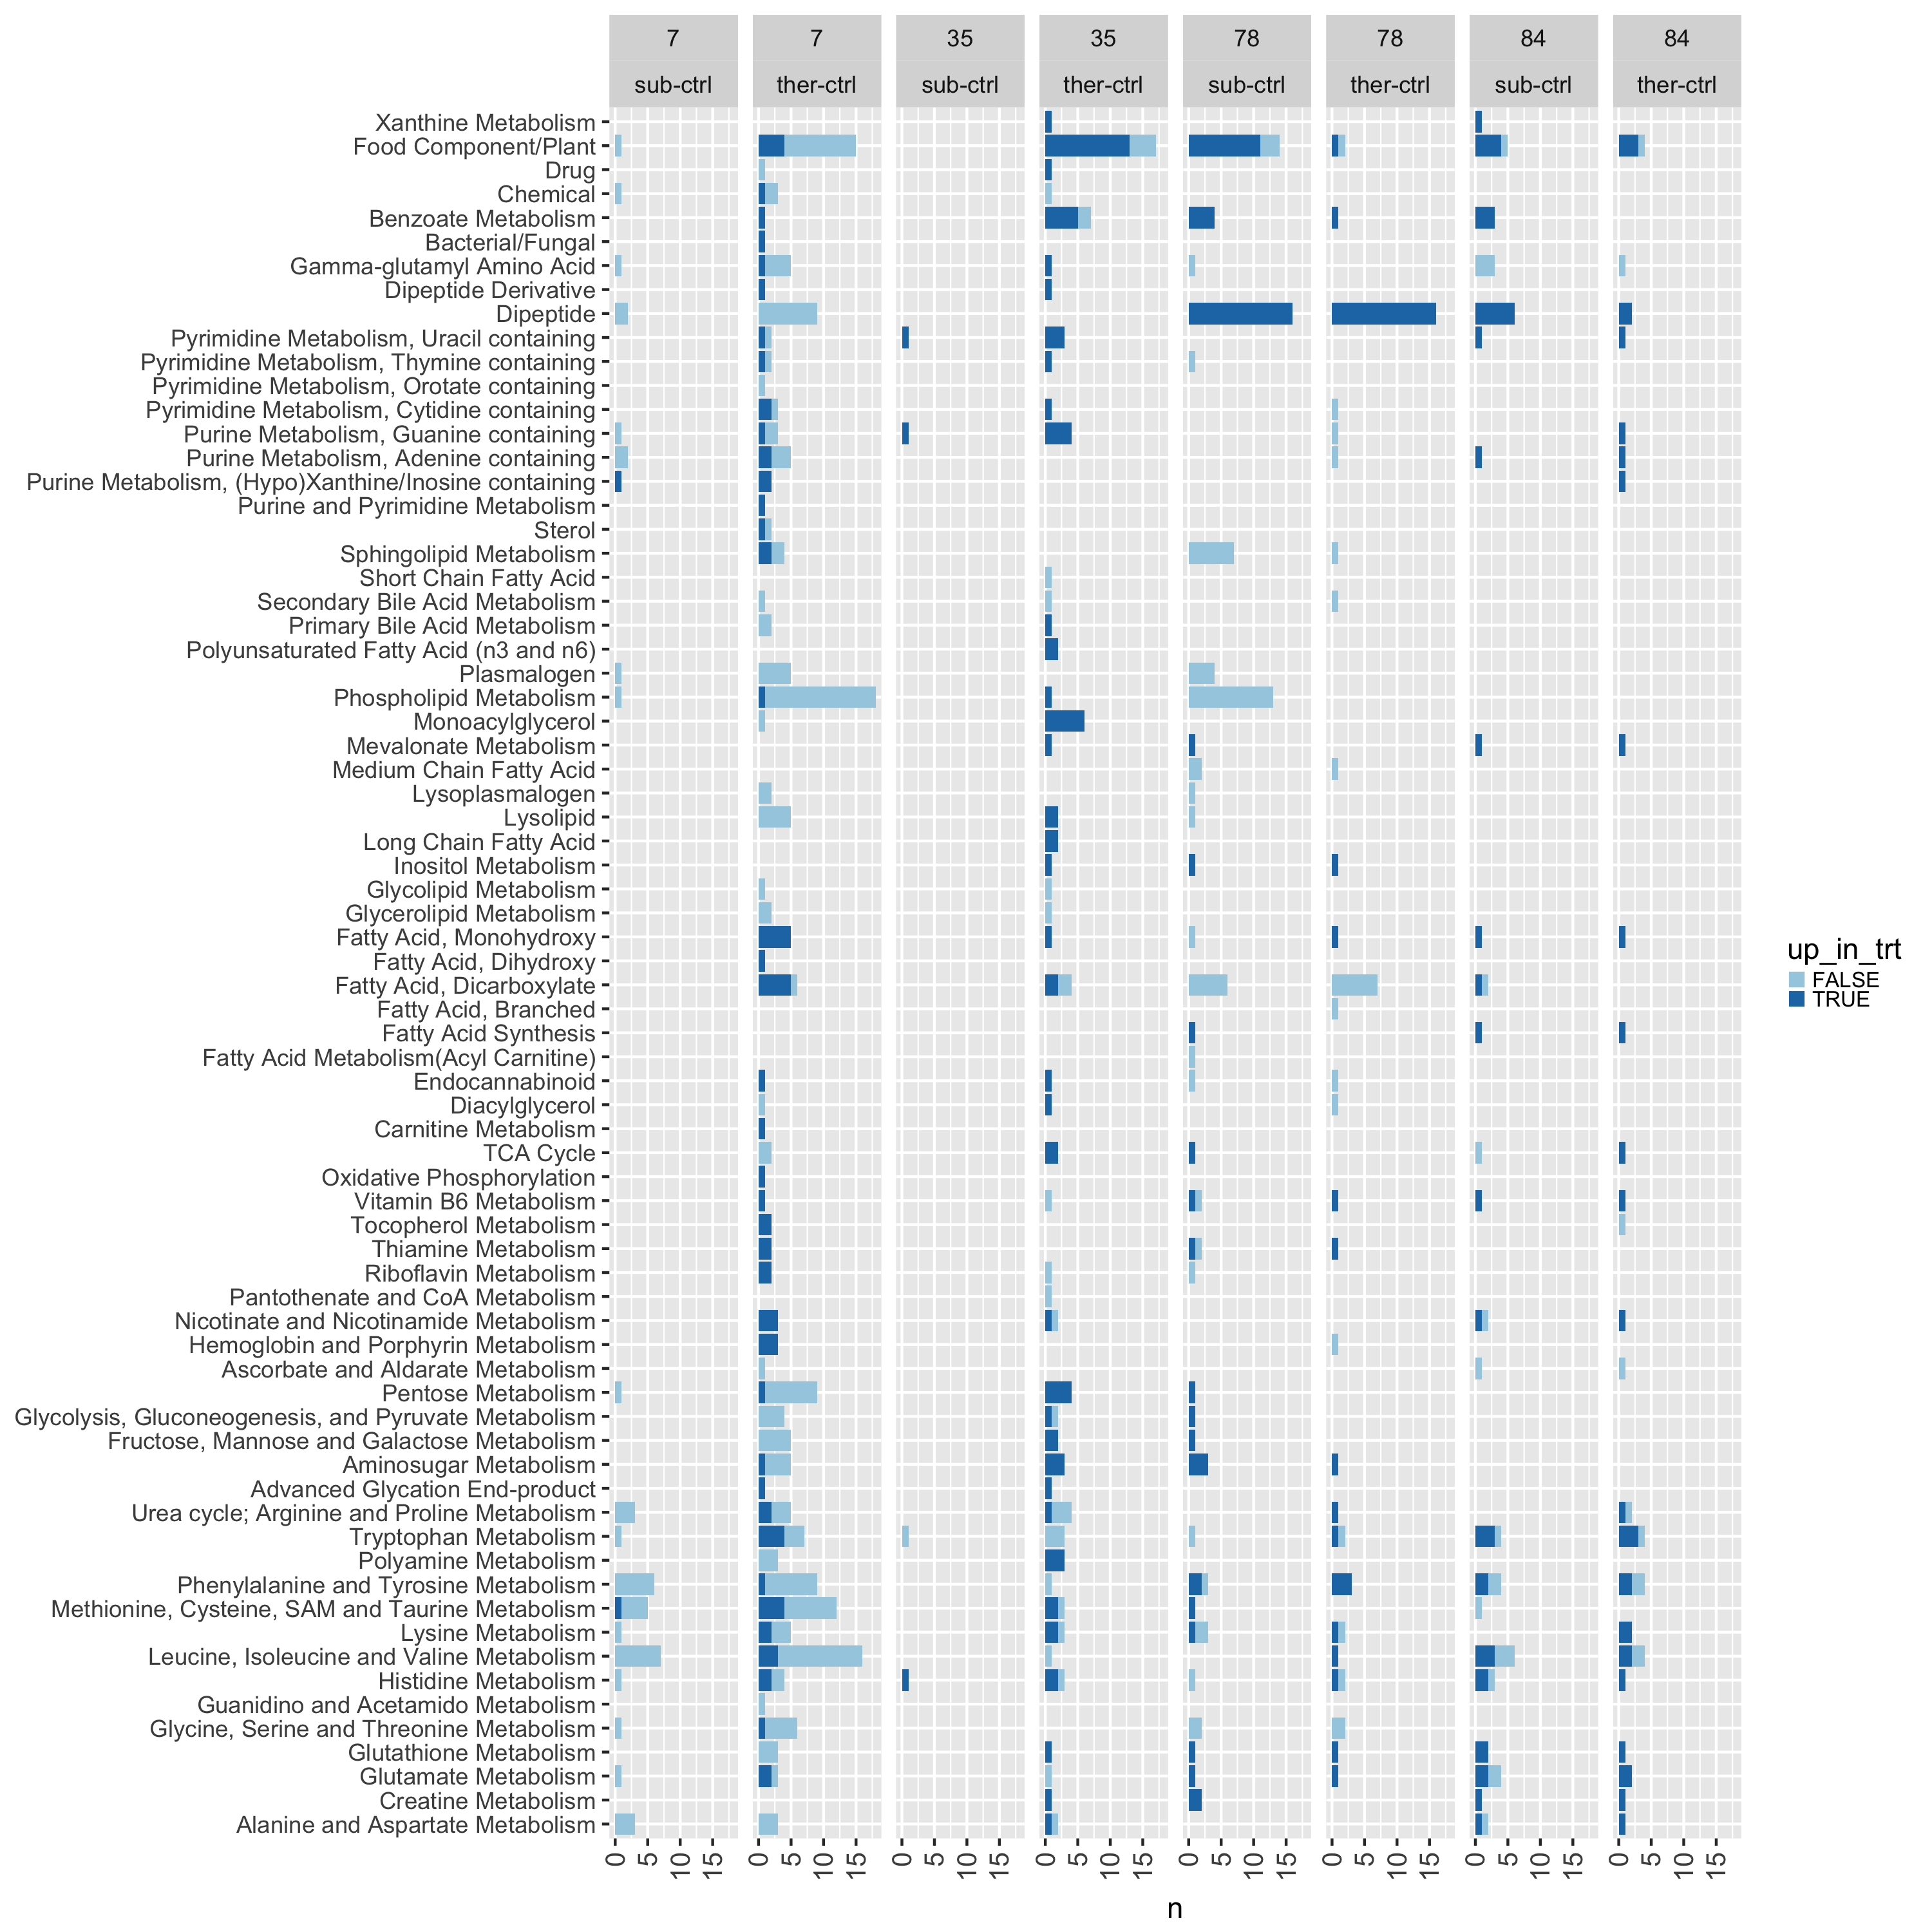 7 7 35 35 78 78 84 84
sub-ctrl ther-ctrl sub-ctrl ther-ctrl sub-ctrl ther-ctrl sub-ctrl ther-ctrl
Xanthine Metabolism
Food Component/Plant
Drug
Chemical
Benzoate Metabolism
Bacterial/Fungal
Gamma-glutamyl Amino Acid
Dipeptide Derivative
Dipeptide
Pyrimidine Metabolism, Uracil containing
Pyrimidine Metabolism, Thymine containing
Pyrimidine Metabolism, Orotate containing
Pyrimidine Metabolism, Cytidine containing
Purine Metabolism, Guanine containing
Purine Metabolism, Adenine containing
Purine Metabolism, (Hypo)Xanthine/Inosine containing
Purine and Pyrimidine Metabolism
Sterol
Sphingolipid Metabolism
Short Chain Fatty Acid
Secondary Bile Acid Metabolism
Primary Bile Acid Metabolism
Polyunsaturated Fatty Acid (n3 and n6)
Plasmalogen
Phospholipid Metabolism
Monoacylglycerol
Mevalonate Metabolism
Medium Chain Fatty Acid
Lysoplasmalogen
Lysolipid
Long Chain Fatty Acid
Inositol Metabolism
Glycolipid Metabolism
Glycerolipid Metabolism
Fatty Acid, Monohydroxy
Fatty Acid, Dihydroxy
Fatty Acid, Dicarboxylate
Fatty Acid, Branched
Fatty Acid Synthesis
Fatty Acid Metabolism(Acyl Carnitine)
Endocannabinoid
Diacylglycerol
Carnitine Metabolism
TCA Cycle
Oxidative Phosphorylation
Vitamin B6 Metabolism
Tocopherol Metabolism
Thiamine Metabolism
Riboflavin Metabolism
Pantothenate and CoA Metabolism
Nicotinate and Nicotinamide Metabolism
Hemoglobin and Porphyrin Metabolism
Ascorbate and Aldarate Metabolism
Pentose Metabolism
Glycolysis, Gluconeogenesis, and Pyruvate Metabolism
Fructose, Mannose and Galactose Metabolism
Aminosugar Metabolism
Advanced Glycation End-product
Urea cycle; Arginine and Proline Metabolism
Tryptophan Metabolism
Polyamine Metabolism
Phenylalanine and Tyrosine Metabolism
Methionine, Cysteine, SAM and Taurine Metabolism
Lysine Metabolism
Leucine, Isoleucine and Valine Metabolism
Histidine Metabolism
Guanidino and Acetamido Metabolism
Glycine, Serine and Threonine Metabolism
Glutathione Metabolism
Glutamate Metabolism
Creatine Metabolism
Alanine and Aspartate Metabolism
0 5 10 15 0 5 10 15 0 5 10 15 0 5 10 15 0 5 10 15 0 5 10 15 0 5 10 15 0 5 10 15
n
up_in_trt
FALSE
TRUE